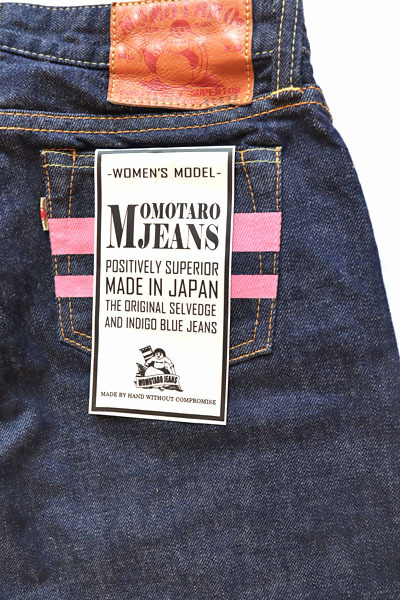 SUPERIOR
-WOMEN'S MODEL-
MOMOTARO
JEANS
POSITIVELY SUPERIOR
MADE IN JAPAN
THE ORIGINAL SELVEDGE
AND INDIGO BLUE JEANS
MOMOTARO JEANS
MADE BY HAND WITHOUT COMPROMISE